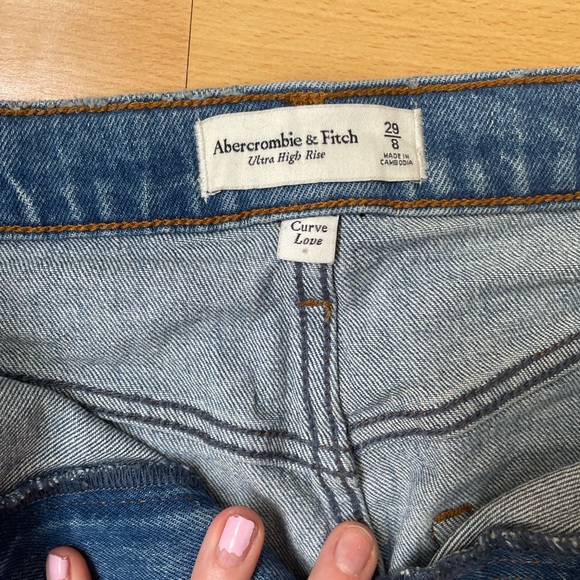 Abercrombie & Fitch
Ultra High Rise
29
8
MADE IN
CAMBODIA
Curve
Love